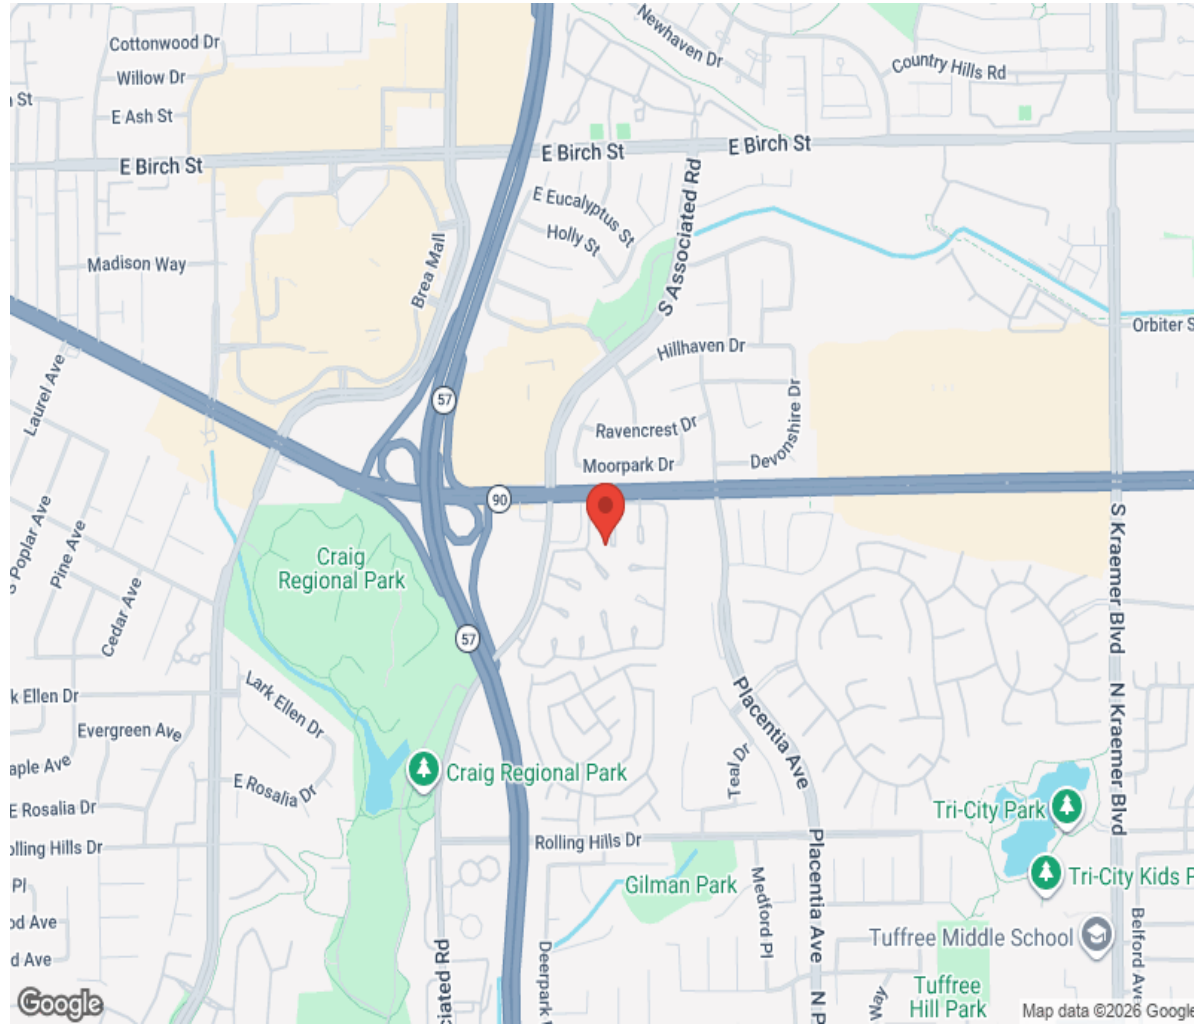 Newhaven Dr
Cottonwood Dr
Willow Dr
Country Hills Rd
St
E Ash St
E Birch St
E Birch St
E Birch St
E Eucalyptus St
Holly St
S Associated Rd
Madison Way
Brea Mall
Orbiter S
Laurel Ave
Hillhaven Dr
57
Devonshire Dr
Ravencrest Dr
Moorpark Dr
90
S Poplar Ave
Pine Ave
Cedar Ave
Craig
Regional Park
S Kraemer Blvd
57
k Ellen Dr
Lark Ellen Dr
Evergreen Ave
Placentia Ave
N Kraemer Blvd
aple Ave
E Rosalia Dr
Craig Regional Park
Teal Dr
E Rosalia Dr
Tri-City Park
olling Hills Dr
Rolling Hills Dr
Pl
Gilman Park
Medford Pl
Placentia Ave
Tri-City Kids P
od Ave
d Ave
ciated Rd
Deerpark
Tuffree Middle School
Belford Ave
Tuffree
Hill Park
Way
N P
Google
Map data ©2026 Google